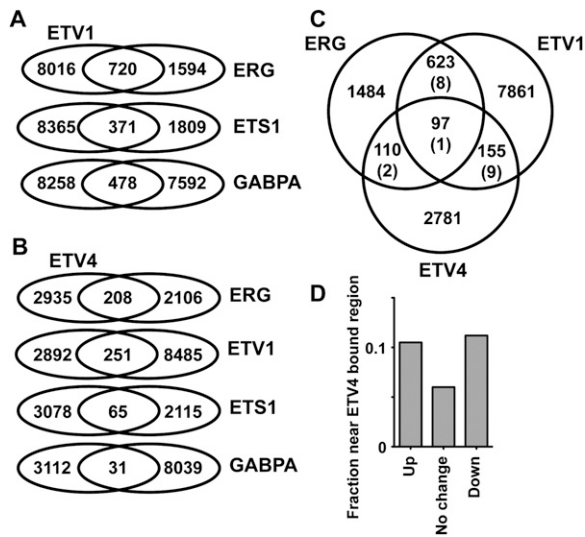 A
ETV1
8016 720 1594 ERG
8365 371 1809 ETS1
8258 478 7592 GABPA
B
ETV4
2935 208 2106 ERG
2892 251 8485 ETV1
3078 65 2115 ETS1
3112 31 8039 GABPA
C
ERG
ETV1
623
(8)
1484
7861
97
(1)
110
(2)
155
(9)
2781
ETV4
D
Fraction near ETV4 bound region
0.1
0
Up
No change
Down